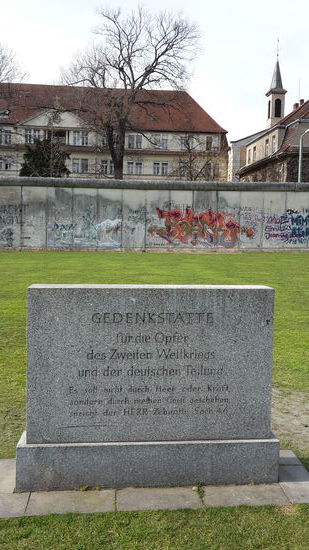 GEDENKSTÄTTE
für die Opfer
des Zweiten Weltkriegs
und der deutschen Teilung
Es soll nicht durch Heer oder Kraft,
sondern durch meinen Geist geschehen,
spricht der HERR Zebaoth. Sach. 4,6